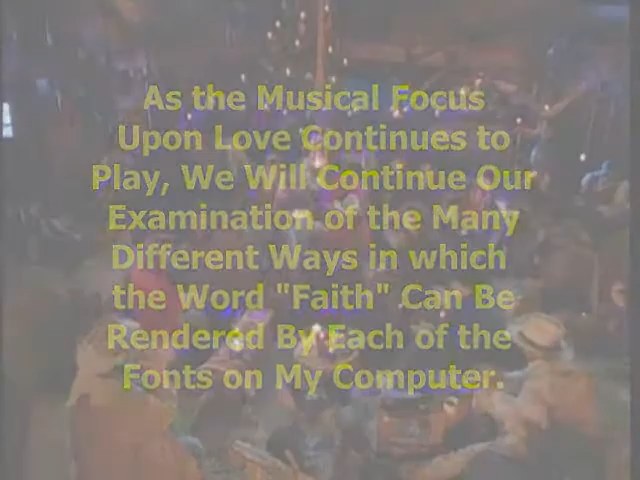 As the Musical Focus
Upon Love Continues to
Play, We Will Continue Our
Examination of the Many
Different Ways in which
the Word "Faith" Can Be
Rendered By Each of the
Fonts on My Computer.